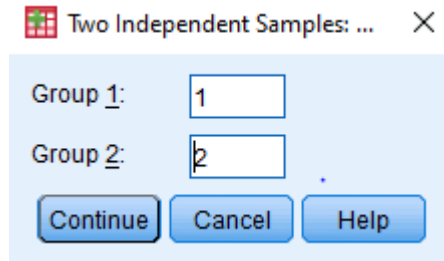 Two Independent Samples: ...
Group 1:
1
Group 2:
2
Continue Cancel Help